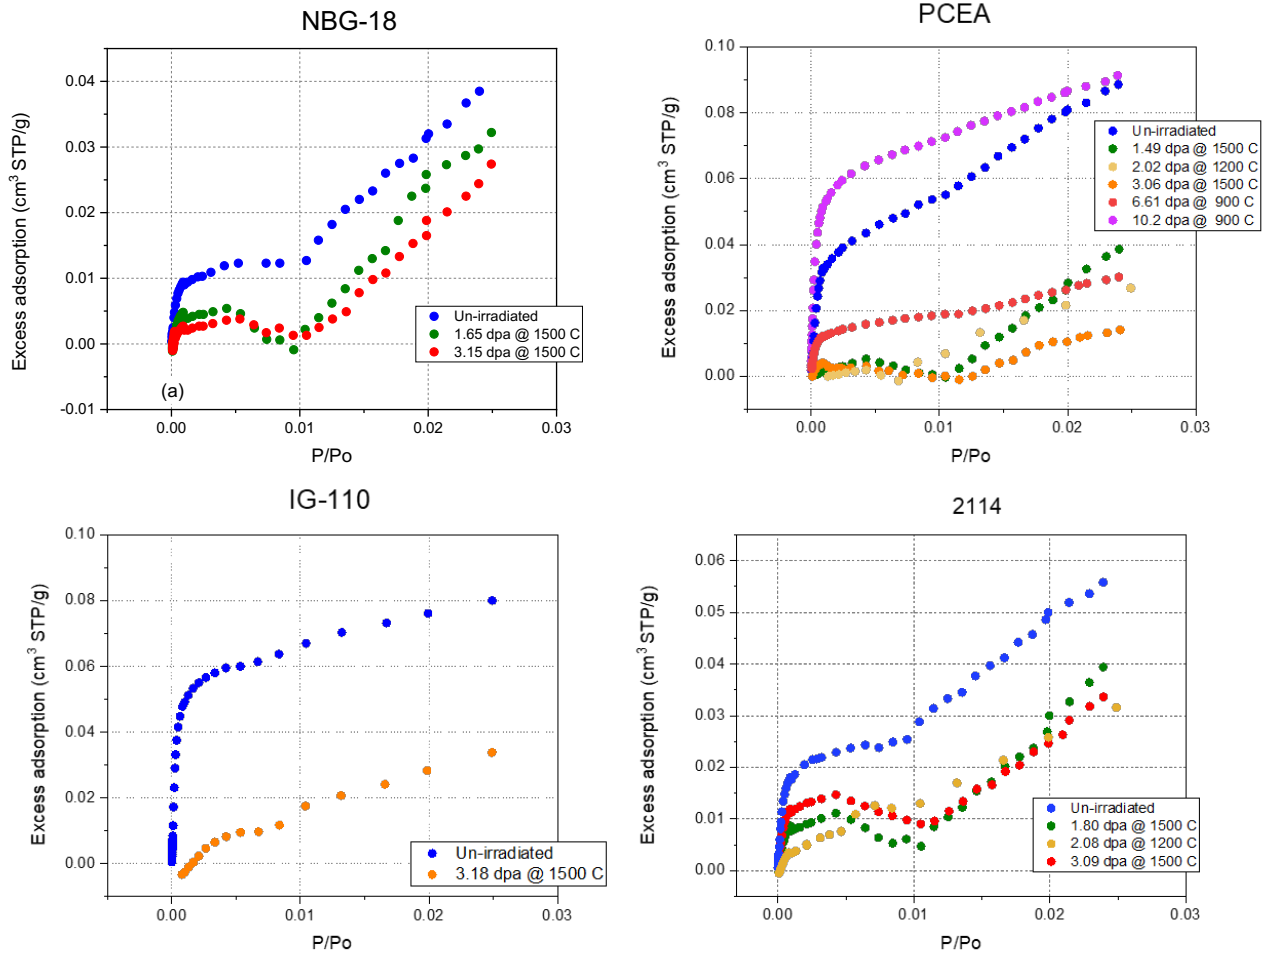 NBG-18
Excess adsorption (cm³ STP/g)
0.04
0.03
0.02
0.01
0.00
-0.01
Un-irradiated
1.65 dpa @ 1500 C
3.15 dpa @ 1500 C
(a)
0.00 0.01 0.02 0.03
P/Po
PCEA
Excess adsorption (cm³ STP/g)
0.10
0.08
0.06
0.04
0.02
0.00
Un-irradiated
1.49 dpa @ 1500 C
2.02 dpa @ 1200 C
3.06 dpa @ 1500 C
6.61 dpa @ 900 C
10.2 dpa @ 900 C
0.00 0.01 0.02 0.03
P/Po
IG-110
Excess adsorption (cm³ STP/g)
0.10
0.08
0.06
0.04
0.02
0.00
Un-irradiated
3.18 dpa @ 1500 C
0.00 0.01 0.02 0.03
P/Po
2114
Excess adsorption (cm³ STP/g)
0.06
0.05
0.04
0.03
0.02
0.01
0.00
Un-irradiated
1.80 dpa @ 1500 C
2.08 dpa @ 1200 C
3.09 dpa @ 1500 C
0.00 0.01 0.02 0.03
P/Po